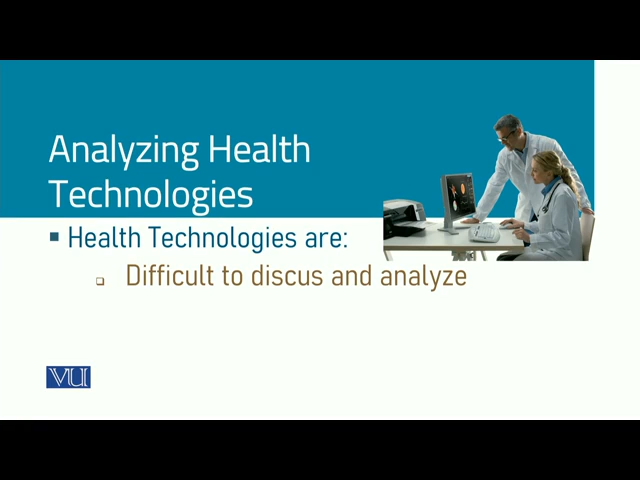 Analyzing Health
Technologies
▪ Health Technologies are:
❑ Difficult to discus and analyze
VU